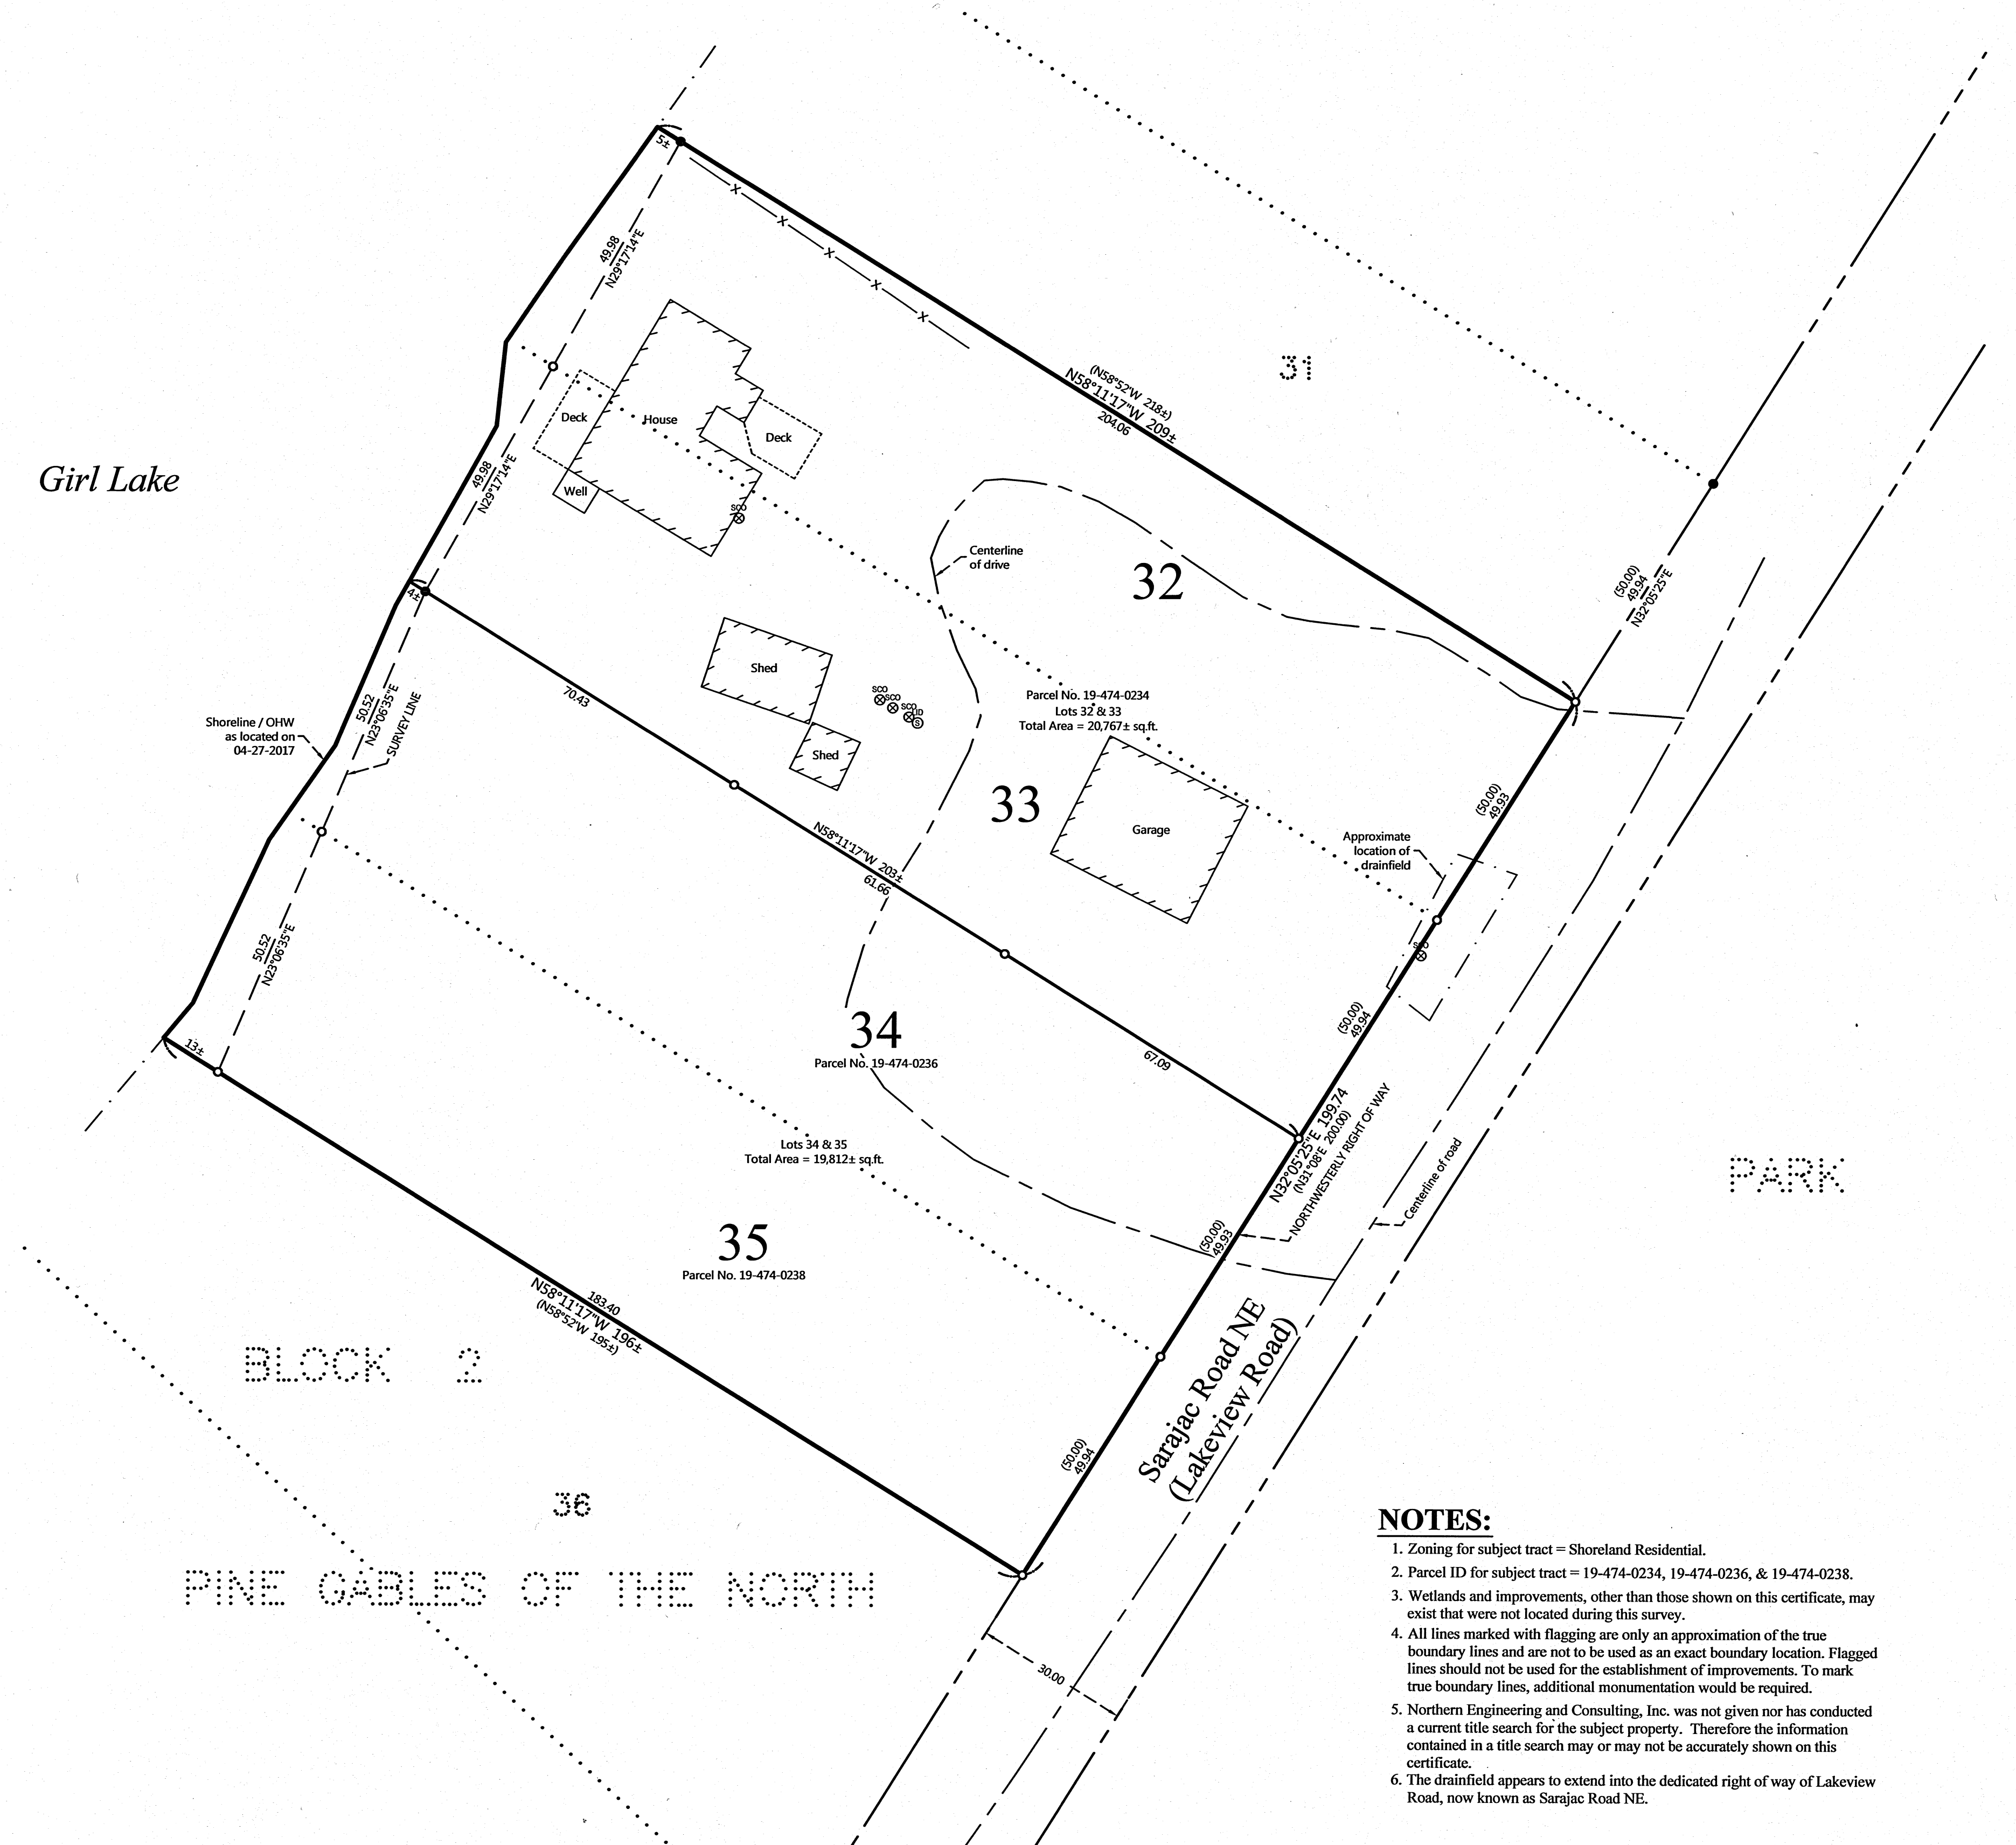 5±
49.98
N29°17'14"E
31
(N58°52'W 218±)
N58°11'17"W 209±
204.06
Deck
House
Deck
Girl Lake
49.98
N29°17'14"E
Well
SCO
Centerline
of drive
32
(50.00)
49.94
N32°05'25"E
4±
Shed
70.43
SCO
SCO
SCO
S
Parcel No. 19-474-0234
Lots 32 & 33
Total Area = 20,767± sq.ft.
50.52
N23°06'35"E
SURVEY LINE
Shoreline / OHW
as located on
04-27-2017
Shed
33
Garage
(50.00)
49.93
Approximate
location of
drainfield
N58°11'17"W 203±
61.66
50.52
N23°06'35"E
SCO
34
Parcel No. 19-474-0236
13±
67.09
(50.00)
49.94
N32°05'25"E 199.74
(N31°08'E 200.00)
NORTHWESTERLY RIGHT OF WAY
Lots 34 & 35
Total Area = 19,812± sq.ft.
PARK
Centerline of road
35
Parcel No. 19-474-0238
(50.00)
49.93
183.40
N58°11'17"W 196±
(N58°52'W 195±)
BLOCK 2
Sarajac Road NE
(Lakeview Road)
(50.00)
49.94
36
PINE GABLES OF THE NORTH
30.00
NOTES:
1. Zoning for subject tract = Shoreland Residential.
2. Parcel ID for subject tract = 19-474-0234, 19-474-0236, & 19-474-0238.
3. Wetlands and improvements, other than those shown on this certificate, may
exist that were not located during this survey.
4. All lines marked with flagging are only an approximation of the true
boundary lines and are not to be used as an exact boundary location. Flagged
lines should not be used for the establishment of improvements. To mark
true boundary lines, additional monumentation would be required.
5. Northern Engineering and Consulting, Inc. was not given nor has conducted
a current title search for the subject property. Therefore the information
contained in a title search may or may not be accurately shown on this
certificate.
6. The drainfield appears to extend into the dedicated right of way of Lakeview
Road, now known as Sarajac Road NE.